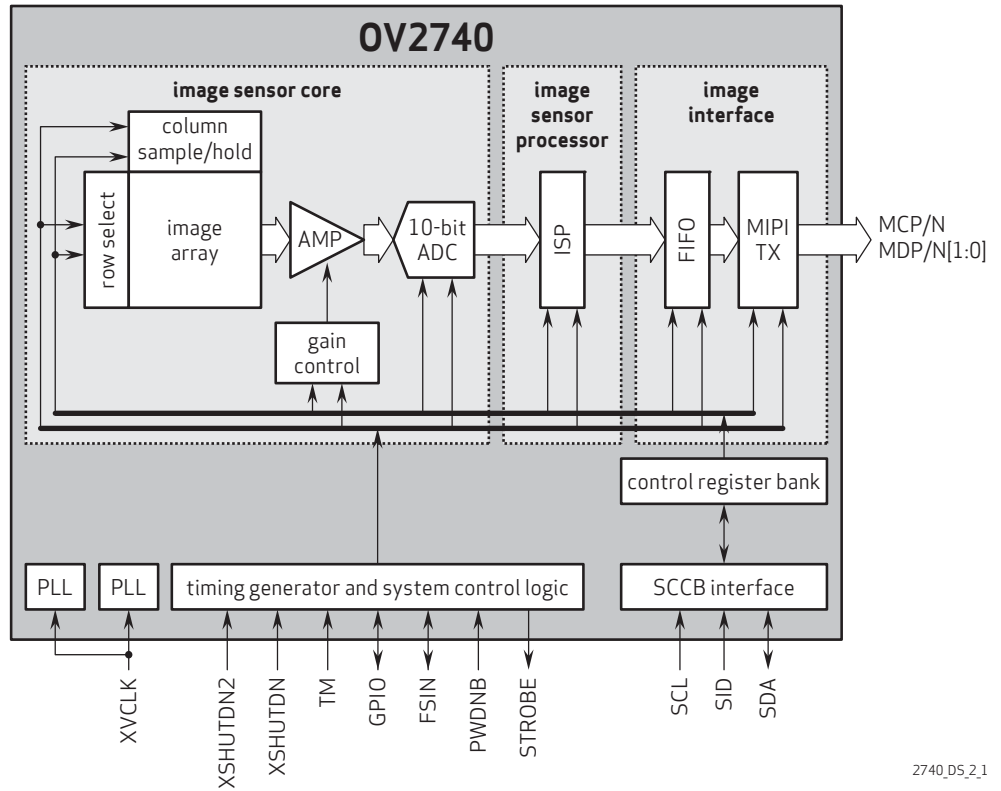 OV2740
image sensor core
image
sensor
processor
image
interface
column
sample/hold
row select
image
array
AMP
10-bit
ADC
ISP
FIFO
MIPI
TX
MCP/N
MDP/N[1:0]
gain
control
control register bank
PLL
PLL
timing generator and system control logic
SCCB interface
XVCLK
XSHUTDN2
XSHUTDN
TM
GPIO
FSIN
PWDNB
STROBE
SCL
SID
SDA
2740_DS_2_1